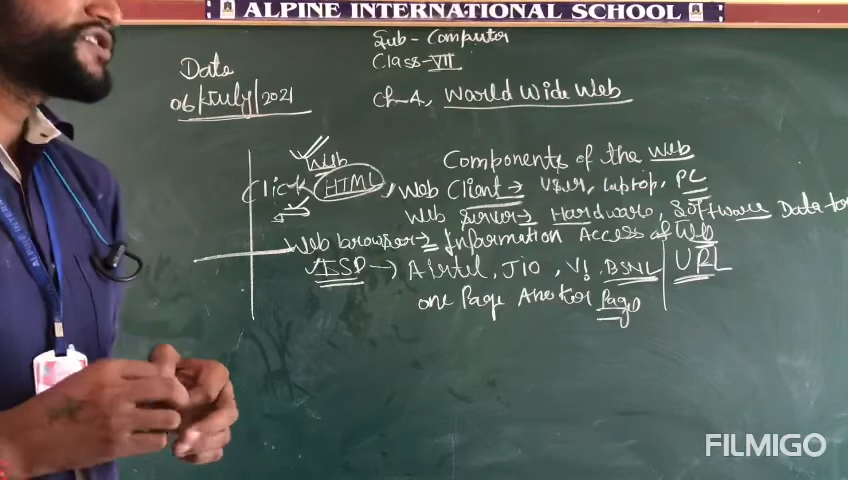 ALPINE INTERNATIONAL SCHOOL
Sub - Computer
Class - VII
Date
06/July/2021
Ch-4, World Wide Web
Web
Components of the Web
Click HTML, Web Client → User, Laptop, PC
Web Server → Hardware, Software Data
Web browser → Information Access of Web
ISP → Airtel, JIO, V!, BSNL URL
one Page Page
ALPINE INTERN
FILMIGO